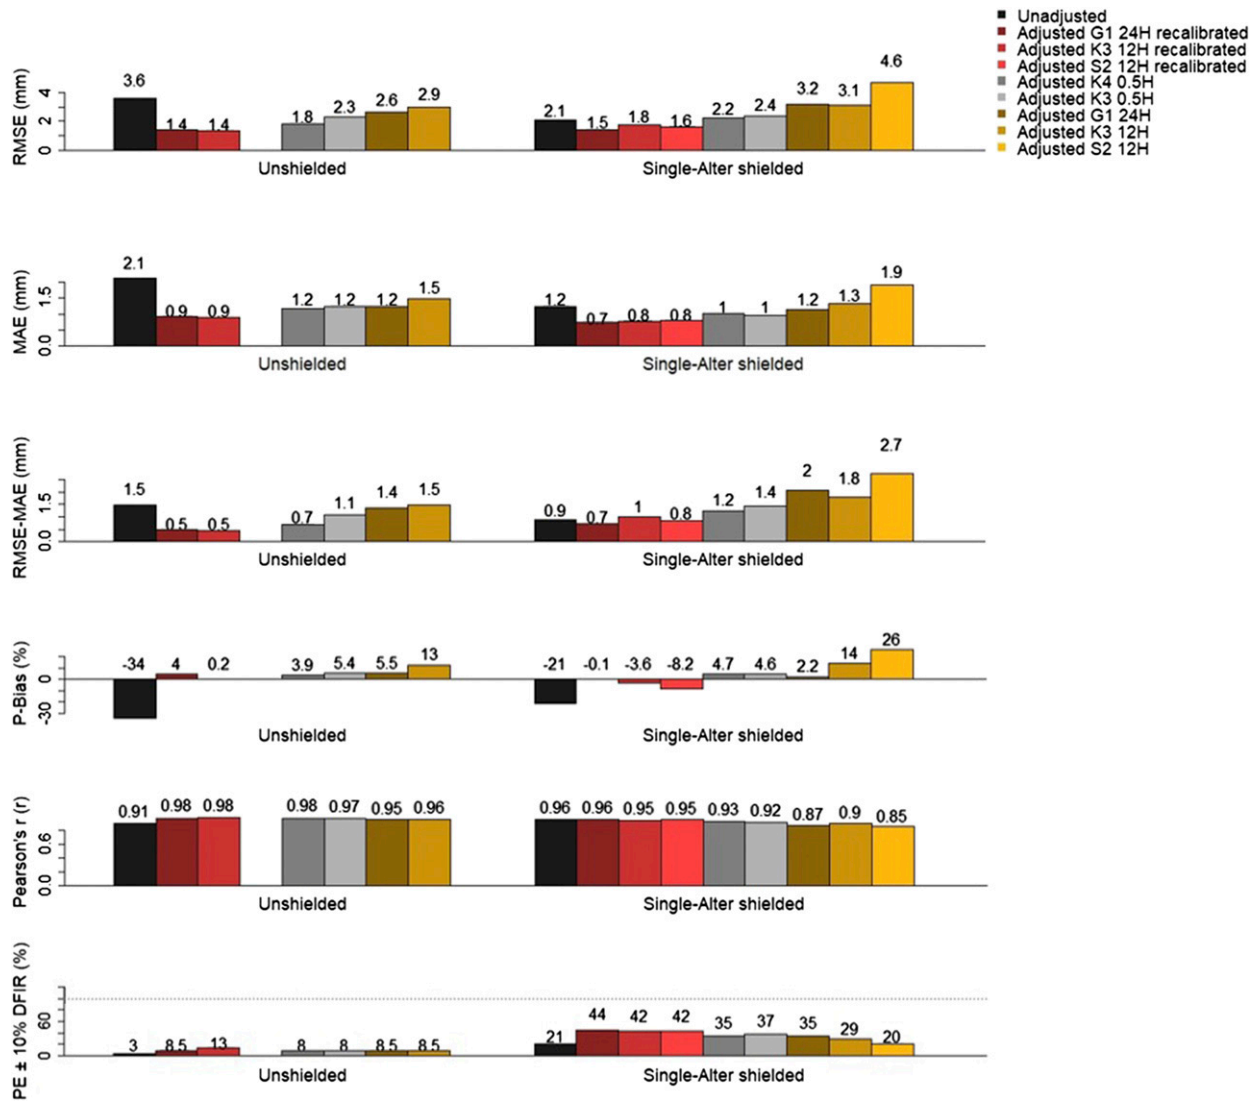 Unadjusted
Adjusted G1 24H recalibrated
Adjusted K3 12H recalibrated
Adjusted S2 12H recalibrated
Adjusted K4 0.5H
Adjusted K3 0.5H
Adjusted G1 24H
Adjusted K3 12H
Adjusted S2 12H
RMSE (mm)
4
2
0
3.6 1.4 1.4 1.8 2.3 2.6 2.9 2.1 1.5 1.8 1.6 2.2 2.4 3.2 3.1 4.6
Unshielded Single-Alter shielded
MAE (mm)
1.5
0.0
2.1 0.9 0.9 1.2 1.2 1.2 1.5 1.2 0.7 0.8 0.8 1 1 1.2 1.3 1.9
Unshielded Single-Alter shielded
RMSE-MAE (mm)
1.5
0.0
1.5 0.5 0.5 0.7 1.1 1.4 1.5 0.9 0.7 1 0.8 1.2 1.4 2 1.8 2.7
Unshielded Single-Alter shielded
P-Bias (%)
0
-30
-34 4 0.2 3.9 5.4 5.5 13 -21 -0.1 -3.6 -8.2 4.7 4.6 2.2 14 26
Unshielded Single-Alter shielded
Pearson's r (r)
0.6
0.0
0.91 0.98 0.98 0.98 0.97 0.95 0.96 0.96 0.96 0.95 0.95 0.93 0.92 0.87 0.9 0.85
Unshielded Single-Alter shielded
PE ± 10% DFIR (%)
60
0
3 8.5 13 8 8 8.5 8.5 21 44 42 42 35 37 35 29 20
Unshielded Single-Alter shielded